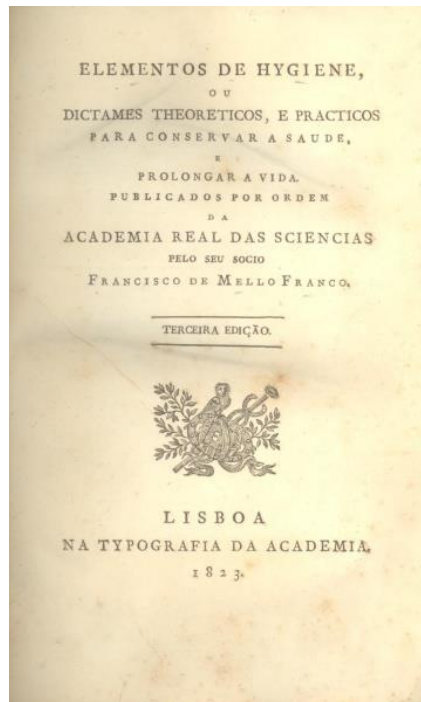 ELEMENTOS DE HYGIENE,
OU
DICTAMES THEORETICOS, E PRACTICOS
PARA CONSERVAR A SAUDE,
E
PROLONGAR A VIDA.
PUBLICADOS POR ORDEM
DA
ACADEMIA REAL DAS SCIENCIAS
PELO SEU SOCIO
FRANCISCO DE MELLO FRANCO.
TERCEIRA EDIÇÃO.
LISBOA
NA TYPOGRAFIA DA ACADEMIA.
1823.